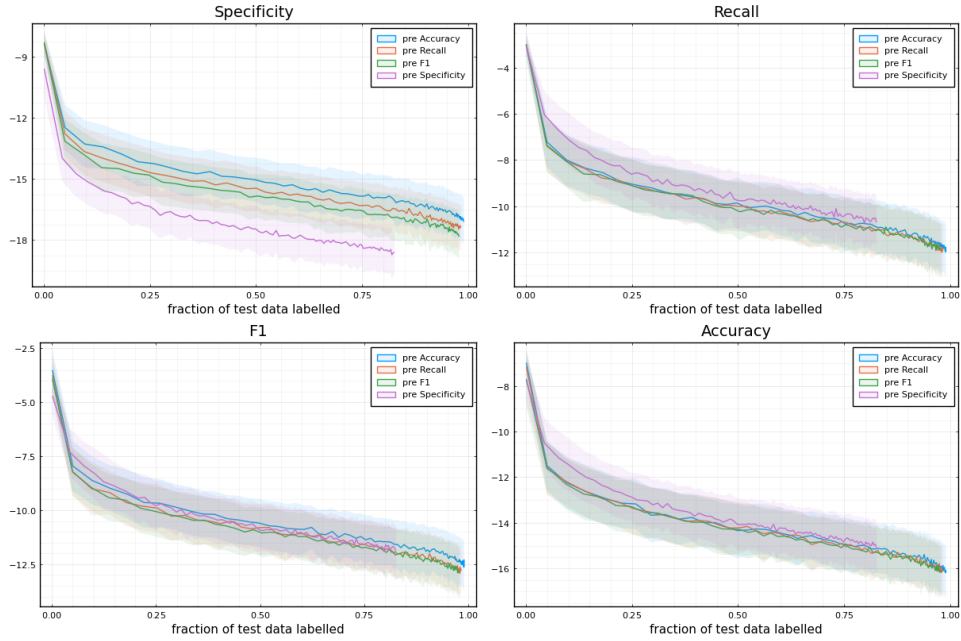 Specificity
pre Accuracy
pre Recall
pre F1
pre Specificity
−9
−12
−15
−18
0.00 0.25 0.50 0.75 1.00
fraction of test data labelled
Recall
pre Accuracy
pre Recall
pre F1
pre Specificity
−4
−6
−8
−10
−12
0.00 0.25 0.50 0.75 1.00
fraction of test data labelled
F1
pre Accuracy
pre Recall
pre F1
pre Specificity
−2.5
−5.0
−7.5
−10.0
−12.5
0.00 0.25 0.50 0.75 1.00
fraction of test data labelled
Accuracy
pre Accuracy
pre Recall
pre F1
pre Specificity
−8
−10
−12
−14
−16
0.00 0.25 0.50 0.75 1.00
fraction of test data labelled